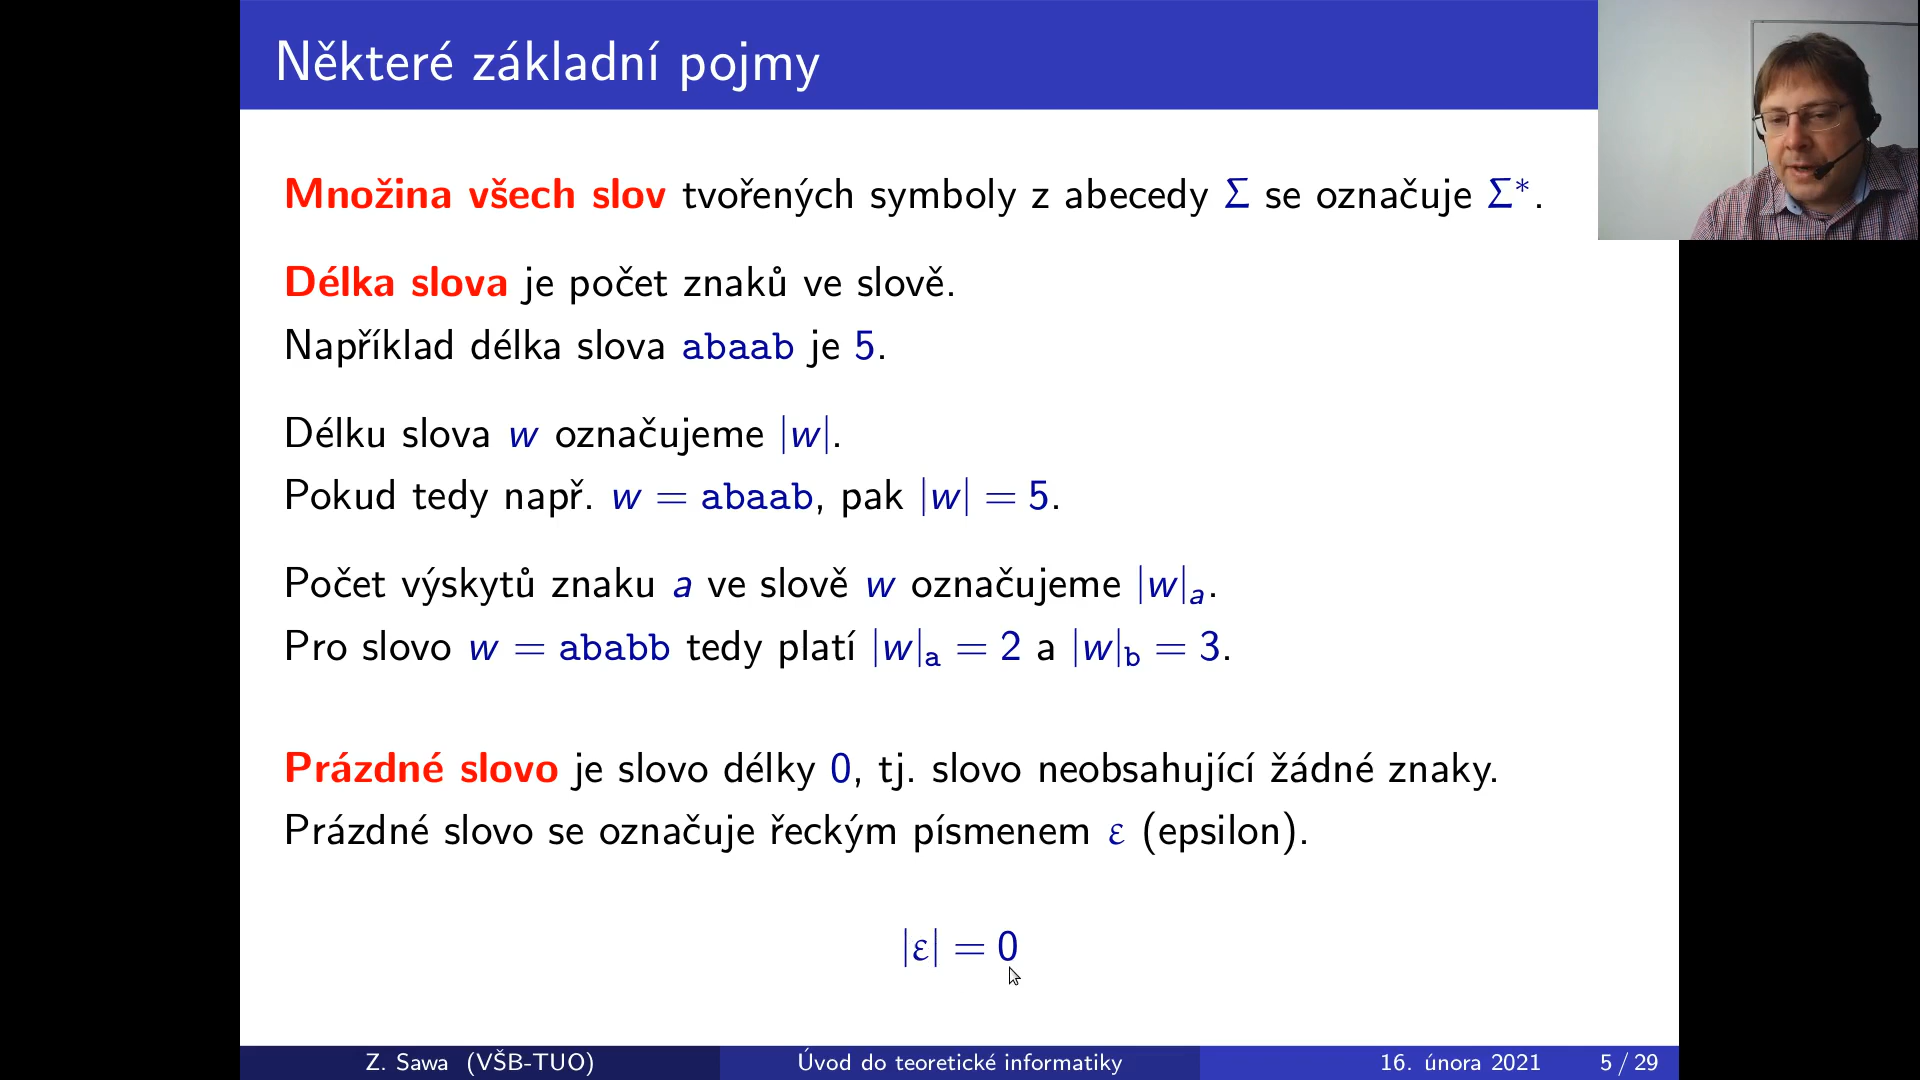 Některé základní pojmy
Množina všech slov tvořených symboly z abecedy Σ se označuje Σ*.
Délka slova je počet znaků ve slově.
Například délka slova abaab je 5.
Délku slova w označujeme |w|.
Pokud tedy např. w = abaab, pak |w| = 5.
Počet výskytů znaku a ve slově w označujeme |w|ₐ.
Pro slovo w = ababb tedy platí |w|a = 2 a |w|b = 3.
Prázdné slovo je slovo délky 0, tj. slovo neobsahující žádné znaky.
Prázdné slovo se označuje řeckým písmenem ε (epsilon).
|ε| = 0
Z. Sawa (VŠB-TUO) Úvod do teoretické informatiky 16. února 2021 5 / 29